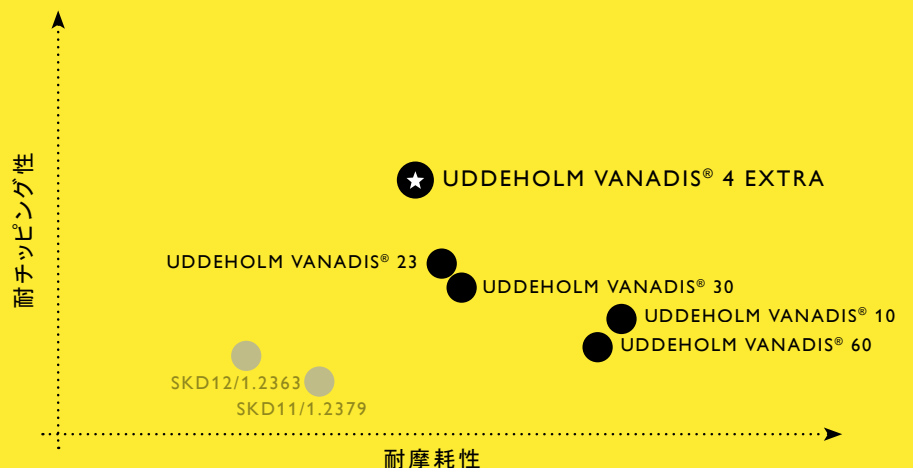 耐チッピング性
UDDEHOLM VANADIS® 4 EXTRA
UDDEHOLM VANADIS® 23
UDDEHOLM VANADIS® 30
UDDEHOLM VANADIS® 10
UDDEHOLM VANADIS® 60
SKD12/1.2363
SKD11/1.2379
耐摩耗性